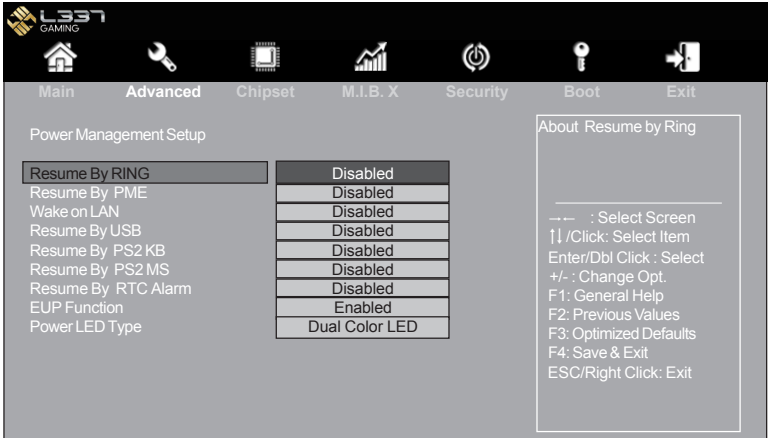 L337
GAMING
Main Advanced Chipset M.I.B. X Security Boot Exit
Power Management Setup
Resume By RING Disabled
Resume By PME Disabled
Wake on LAN Disabled
Resume By USB Disabled
Resume By PS2 KB Disabled
Resume By PS2 MS Disabled
Resume By RTC Alarm Disabled
EUP Function Enabled
Power LED Type Dual Color LED
About Resume by Ring
→← : Select Screen
↑↓/Click: Select Item
Enter/Dbl Click : Select
+/- : Change Opt.
F1: General Help
F2: Previous Values
F3: Optimized Defaults
F4: Save & Exit
ESC/Right Click: Exit